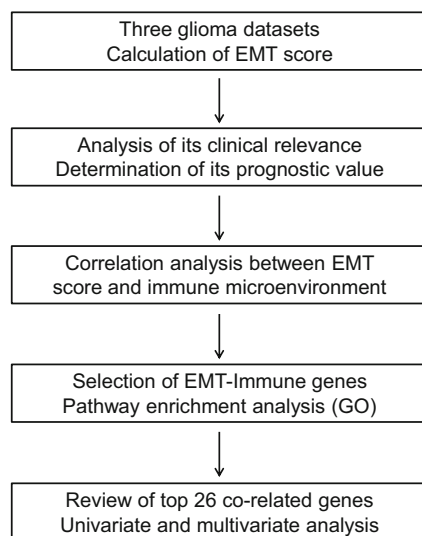 Three glioma datasets
Calculation of EMT score
Analysis of its clinical relevance
Determination of its prognostic value
Correlation analysis between EMT
score and immune microenvironment
Selection of EMT-Immune genes
Pathway enrichment analysis (GO)
Review of top 26 co-related genes
Univariate and multivariate analysis